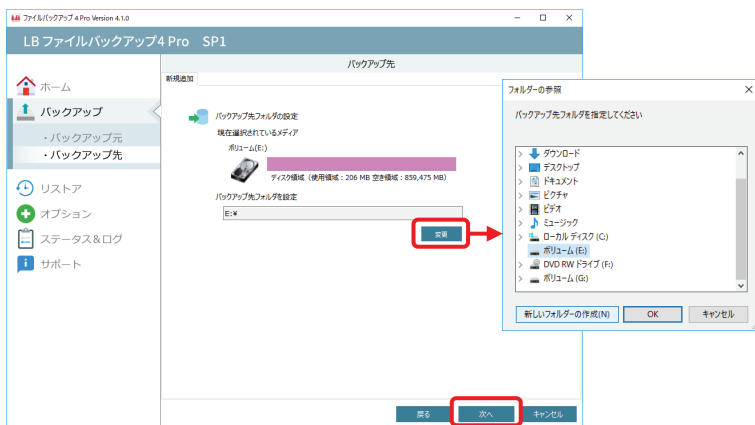 ファイルバックアップ 4 Pro Version 4.1.0
LB ファイルバックアップ4 Pro SP1
ホーム
バックアップ
・バックアップ元
・バックアップ先
リストア
オプション
ステータス＆ログ
サポート
バックアップ先
新規追加
バックアップ先フォルダの設定
現在選択されているメディア
ボリューム(E:)
ディスク領域（使用領域：206 MB 空き領域：859,475 MB）
バックアップ先フォルダを設定
E:¥
変更
戻る
次へ
キャンセル
フォルダーの参照
バックアップ先フォルダを指定してください
ダウンロード
デスクトップ
ドキュメント
ピクチャ
ビデオ
ミュージック
ローカル ディスク (C:)
ボリューム (E:)
DVD RW ドライブ (F:)
ボリューム (G:)
新しいフォルダーの作成(N)
OK
キャンセル